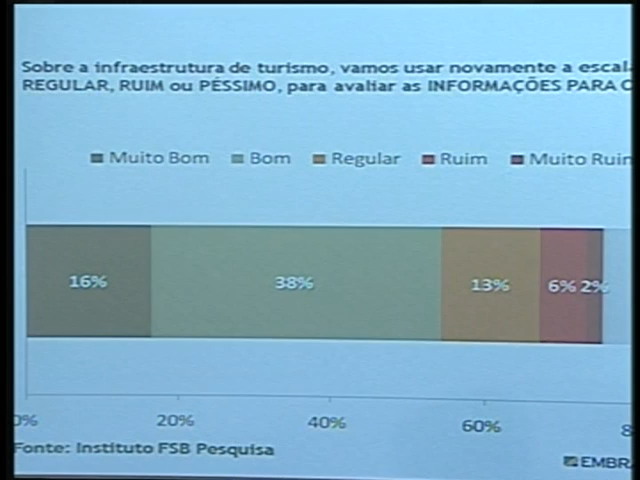 Sobre a infraestrutura de turismo, vamos usar novamente a escal
REGULAR, RUIM ou PÉSSIMO, para avaliar as INFORMAÇÕES PARA O
Muito Bom Bom Regular Ruim Muito Ruim
16% 38% 13% 6% 2%
0% 20% 40% 60% 8
Fonte: Instituto FSB Pesquisa
EMBRA